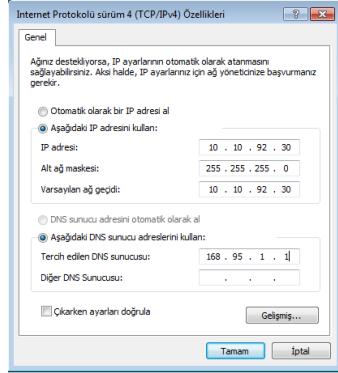 Internet Protokolü sürüm 4 (TCP/IPv4) Özellikleri
Genel
Ağınız destekliyorsa, IP ayarlarının otomatik olarak atanmasını
sağlayabilirsiniz. Aksi halde, IP ayarlarınız için ağ yöneticinize başvurmanız
gerekir.
Otomatik olarak bir IP adresi al
Aşağıdaki IP adresini kullan:
IP adresi: 10 . 10 . 92 . 30
Alt ağ maskesi: 255 . 255 . 255 . 0
Varsayılan ağ geçidi: 10 . 10 . 92 . 30
DNS sunucu adresini otomatik olarak al
Aşağıdaki DNS sunucu adreslerini kullan:
Tercih edilen DNS sunucusu: 168 . 95 . 1 . 1
Diğer DNS Sunucusu: . . .
Çıkarken ayarları doğrula
Gelişmiş...
Tamam İptal